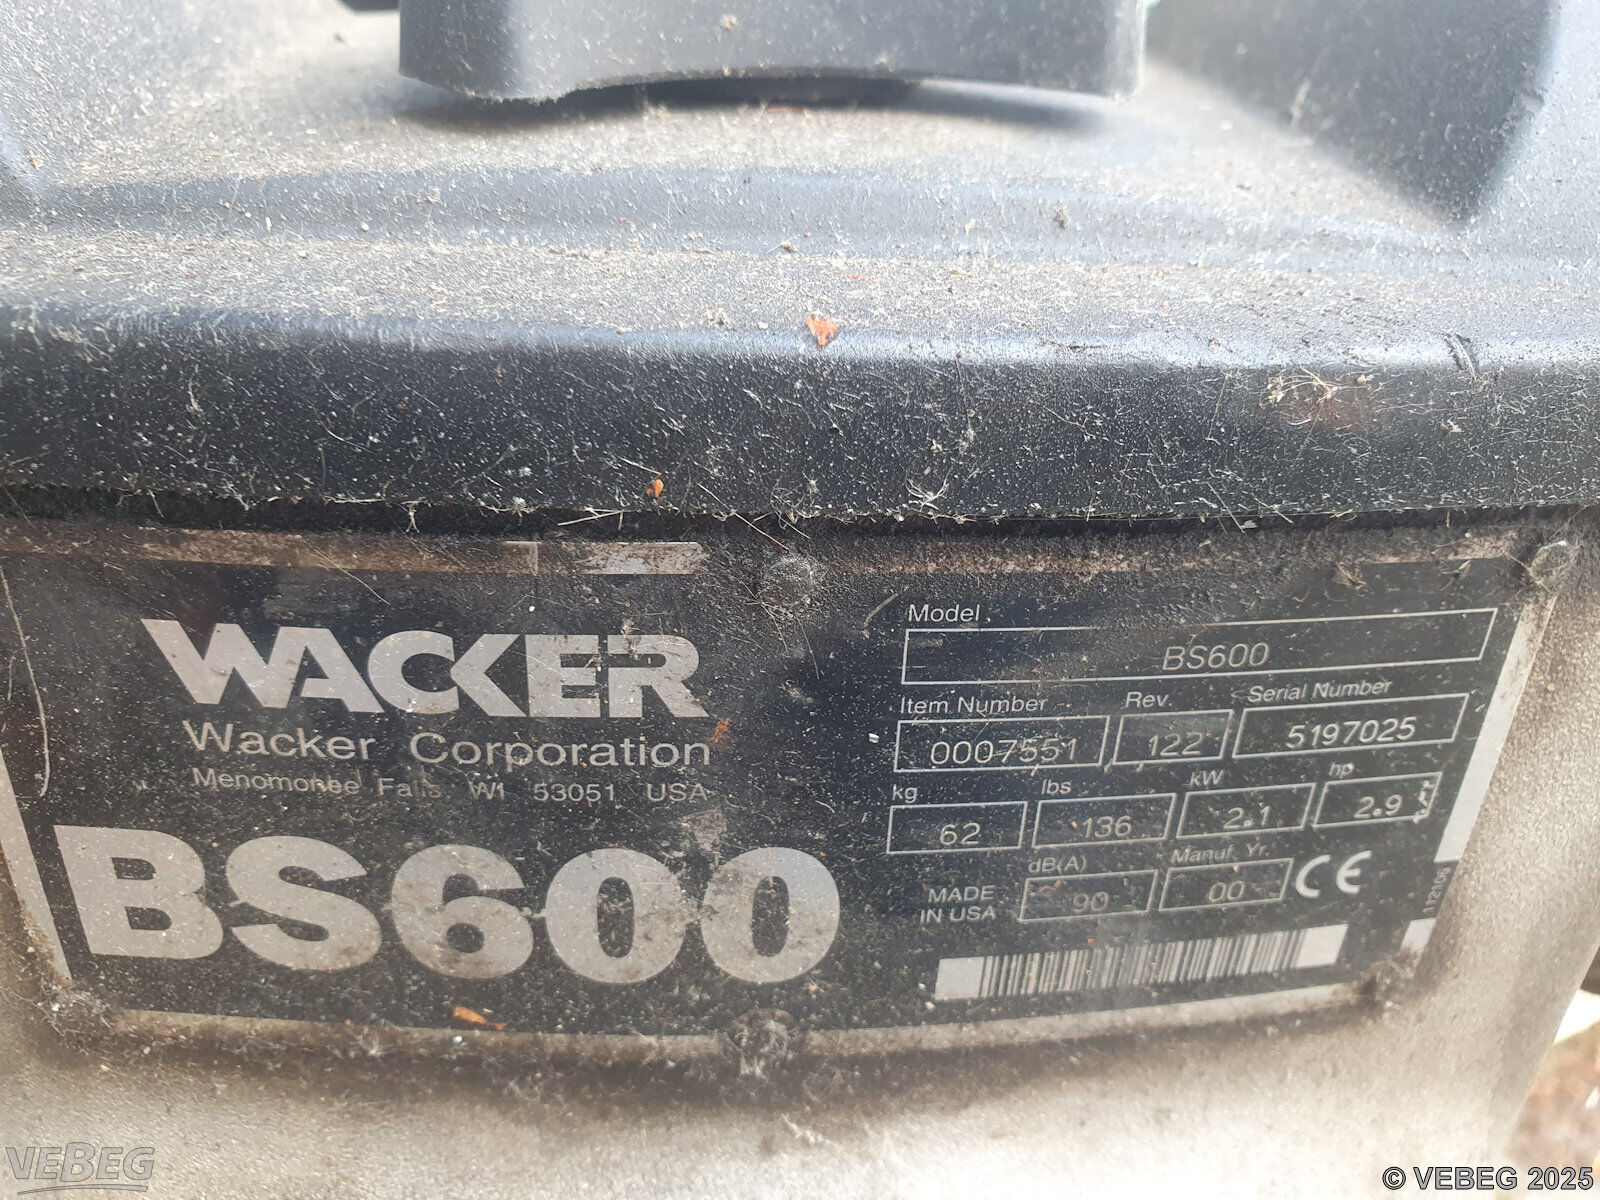 WACKER
Wacker Corporation
Menomonee Falls WI 53051 USA
BS600
Model
BS600
Item Number Rev. Serial Number
0007551 122 5197025
kg lbs kW hp
62 136 2.1 2.9
dB(A) Manuf. Yr.
MADE IN USA 90 00 CE
VEBEG
© VEBEG 2025